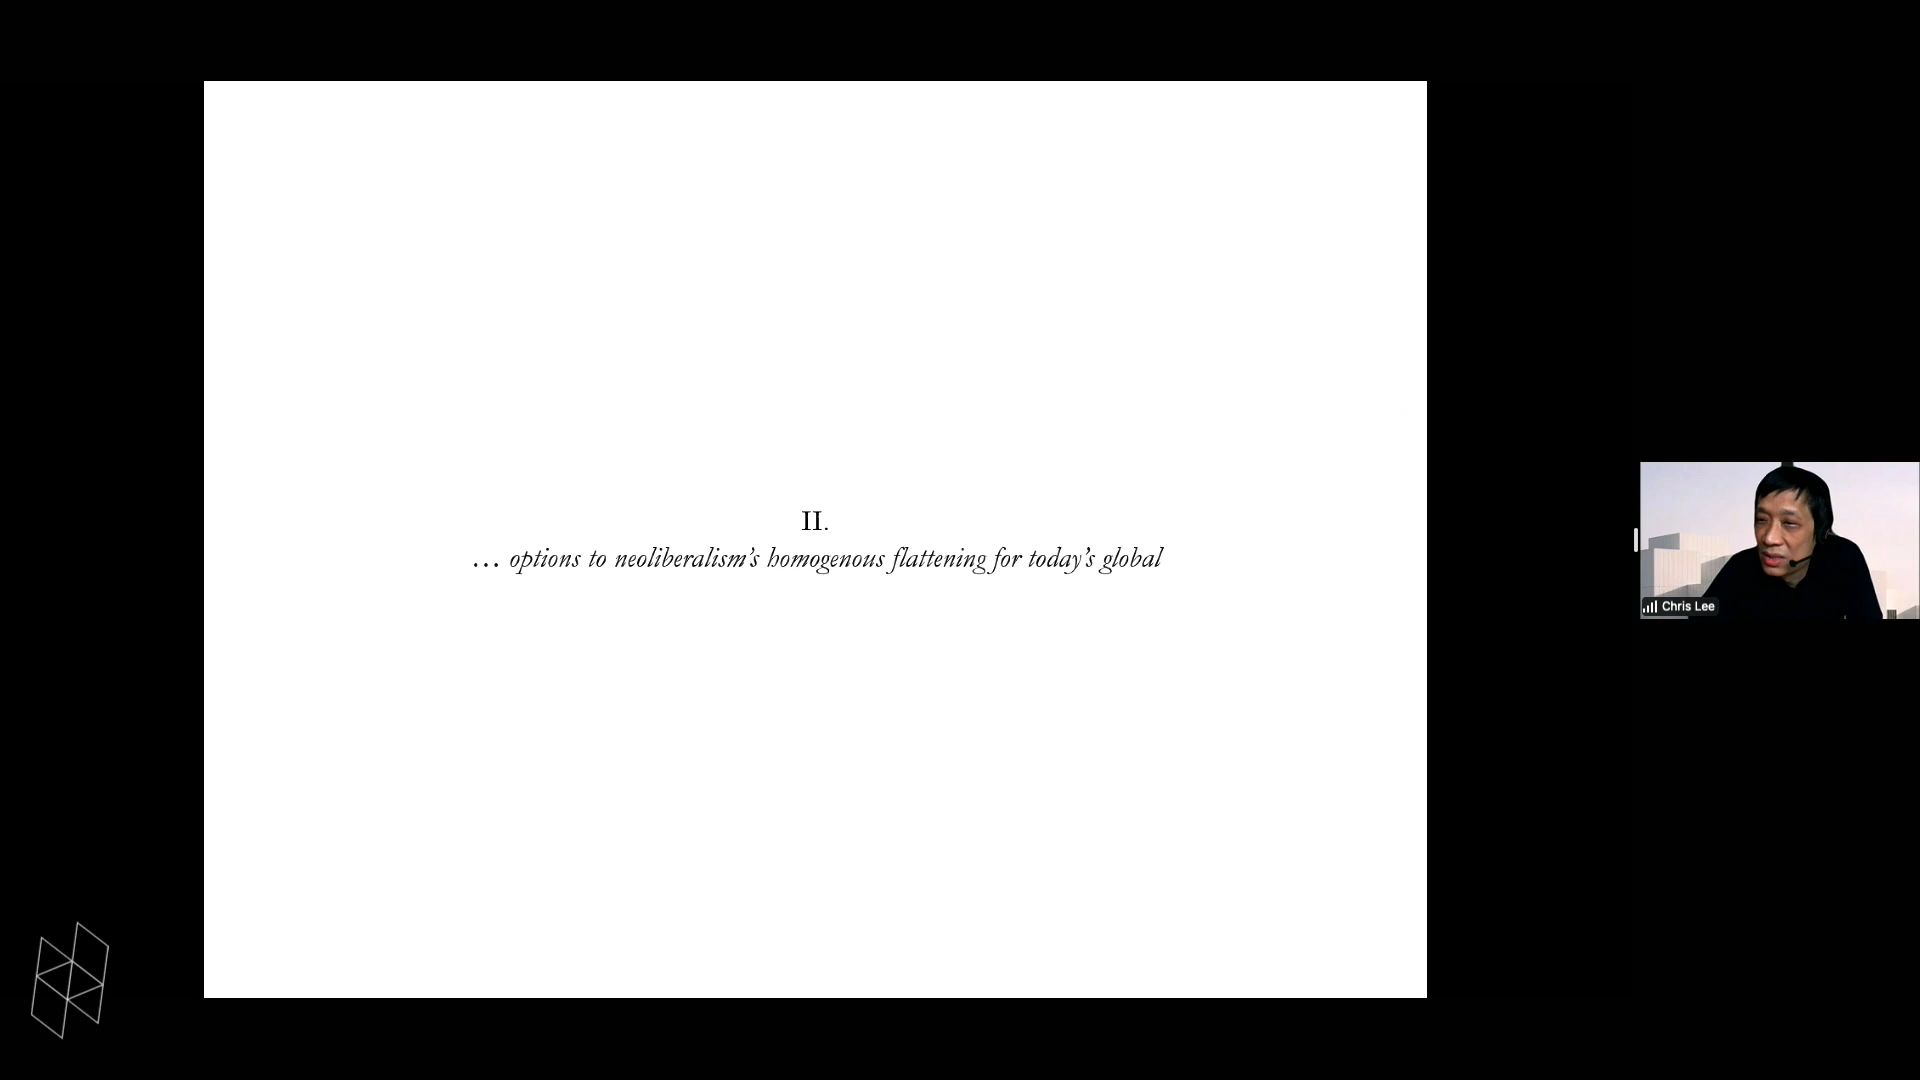 II.
… options to neoliberalism’s homogenous flattening for today’s global
Chris Lee